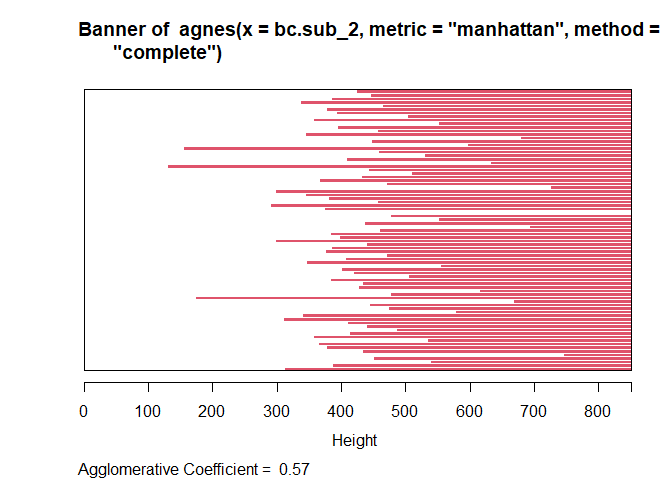 Banner of  agnes(x = bc.sub_2, metric = "manhattan", method =
"complete")
0 100 200 300 400 500 600 700 800
Height
Agglomerative Coefficient =  0.57